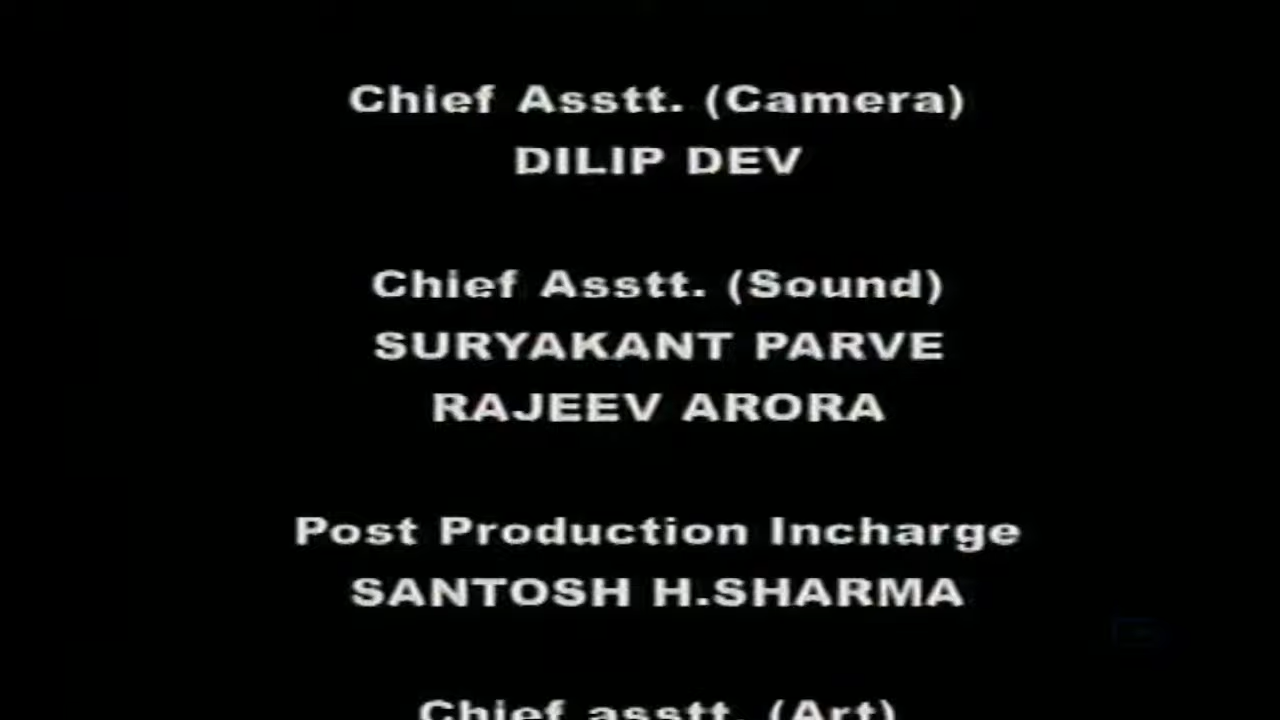 Chief Asstt. (Camera)
DILIP DEV
Chief Asstt. (Sound)
SURYAKANT PARVE
RAJEEV ARORA
Post Production Incharge
SANTOSH H.SHARMA
Chief asstt. (Art)